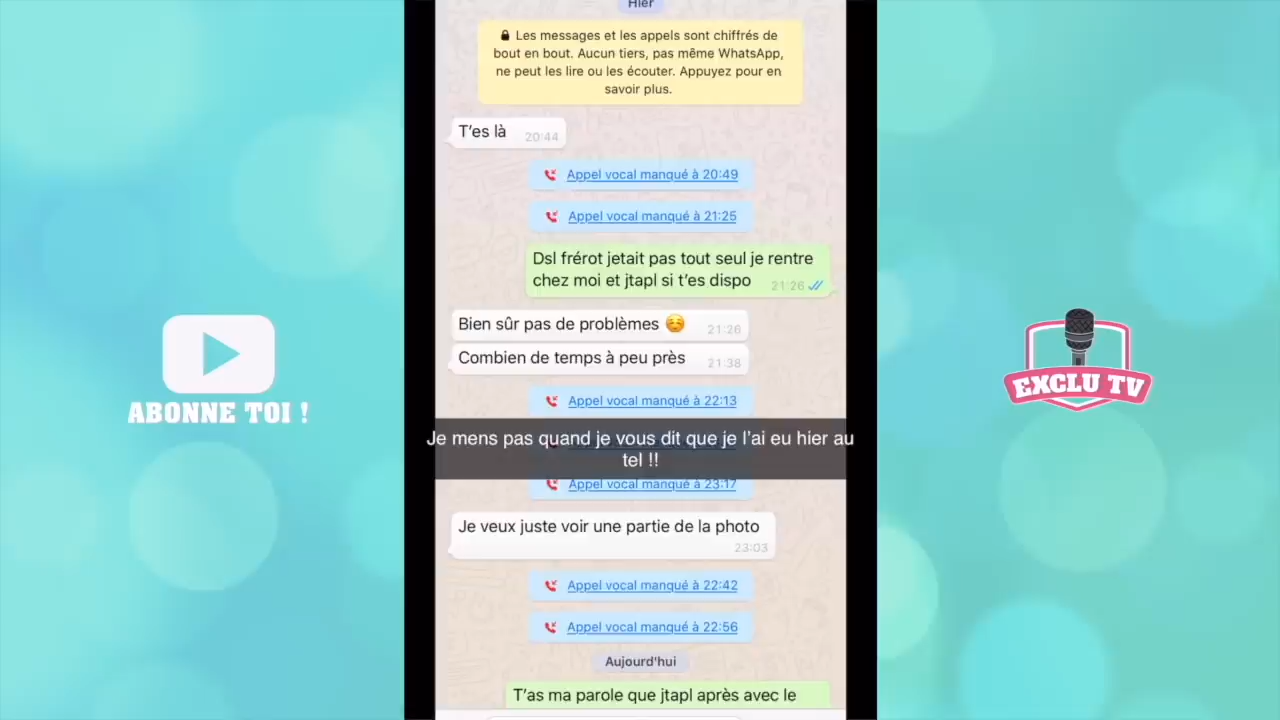 Hier
🔒 Les messages et les appels sont chiffrés de
bout en bout. Aucun tiers, pas même WhatsApp,
ne peut les lire ou les écouter. Appuyez pour en
savoir plus.
T'es là 20:44
Appel vocal manqué à 20:49
Appel vocal manqué à 21:25
Dsl frérot jetait pas tout seul je rentre
chez moi et jtapl si t'es dispo 21:26
Bien sûr pas de problèmes ☺️ 21:26
Combien de temps à peu près 21:38
Appel vocal manqué à 22:13
Je mens pas quand je vous dit que je l'ai eu hier au
tel !!
Appel vocal manqué à 23:17
Je veux juste voir une partie de la photo
23:03
Appel vocal manqué à 22:42
Appel vocal manqué à 22:56
Aujourd'hui
T'as ma parole que jtapl après avec le
ABONNE TOI !
EXCLU TV